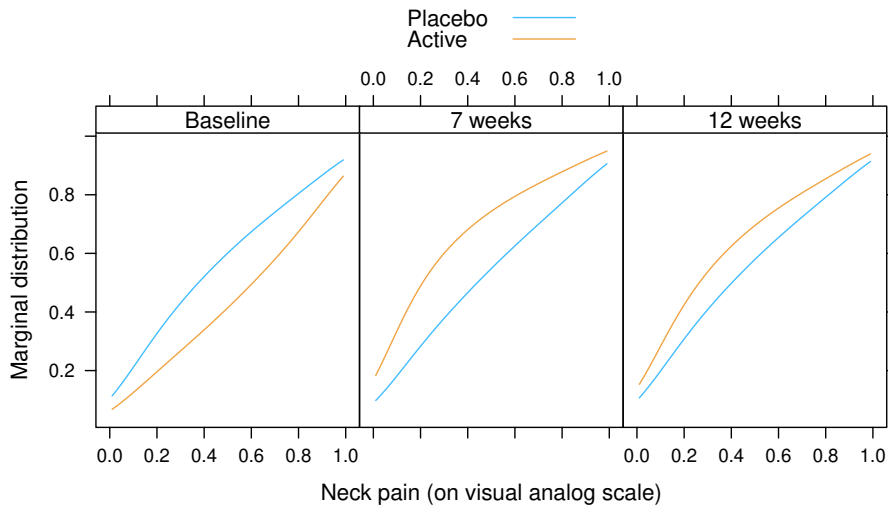 Placebo
Active
0.0 0.2 0.4 0.6 0.8 1.0
Baseline 7 weeks 12 weeks
Marginal distribution
0.8
0.6
0.4
0.2
0.0 0.2 0.4 0.6 0.8 1.0 0.0 0.2 0.4 0.6 0.8 1.0
Neck pain (on visual analog scale)